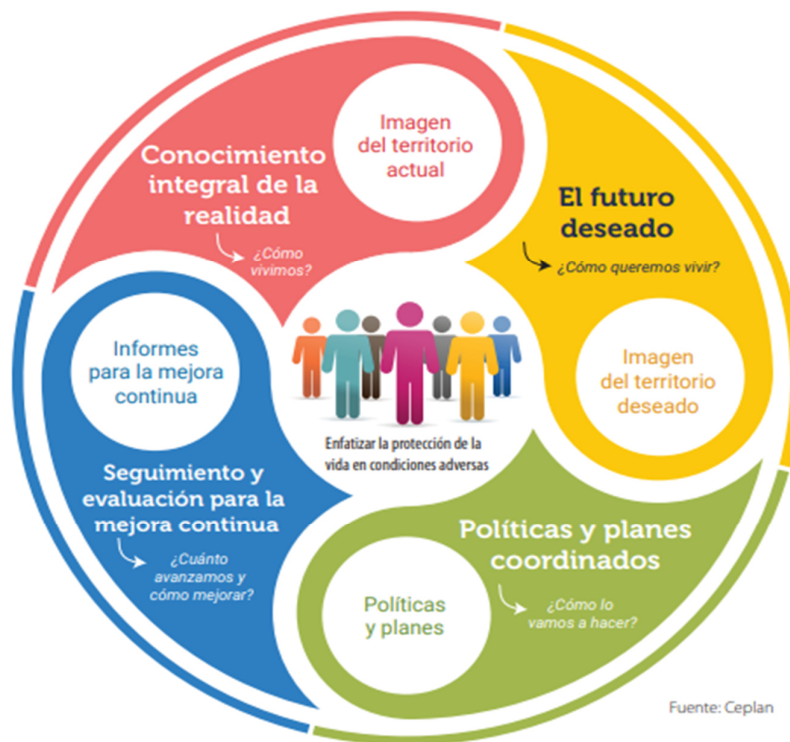 Imagen
del territorio
actual
Conocimiento
integral de la
realidad
¿Cómo
vivimos?
El futuro
deseado
¿Cómo queremos vivir?
Imagen
del territorio
deseado
Informes
para la mejora
continua
Enfatizar la protección de la
vida en condiciones adversas
Seguimiento y
evaluación para la
mejora continua
¿Cuánto
avanzamos y
cómo mejorar?
Políticas y planes
coordinados
¿Cómo lo
vamos a hacer?
Políticas
y planes
Fuente: Ceplan